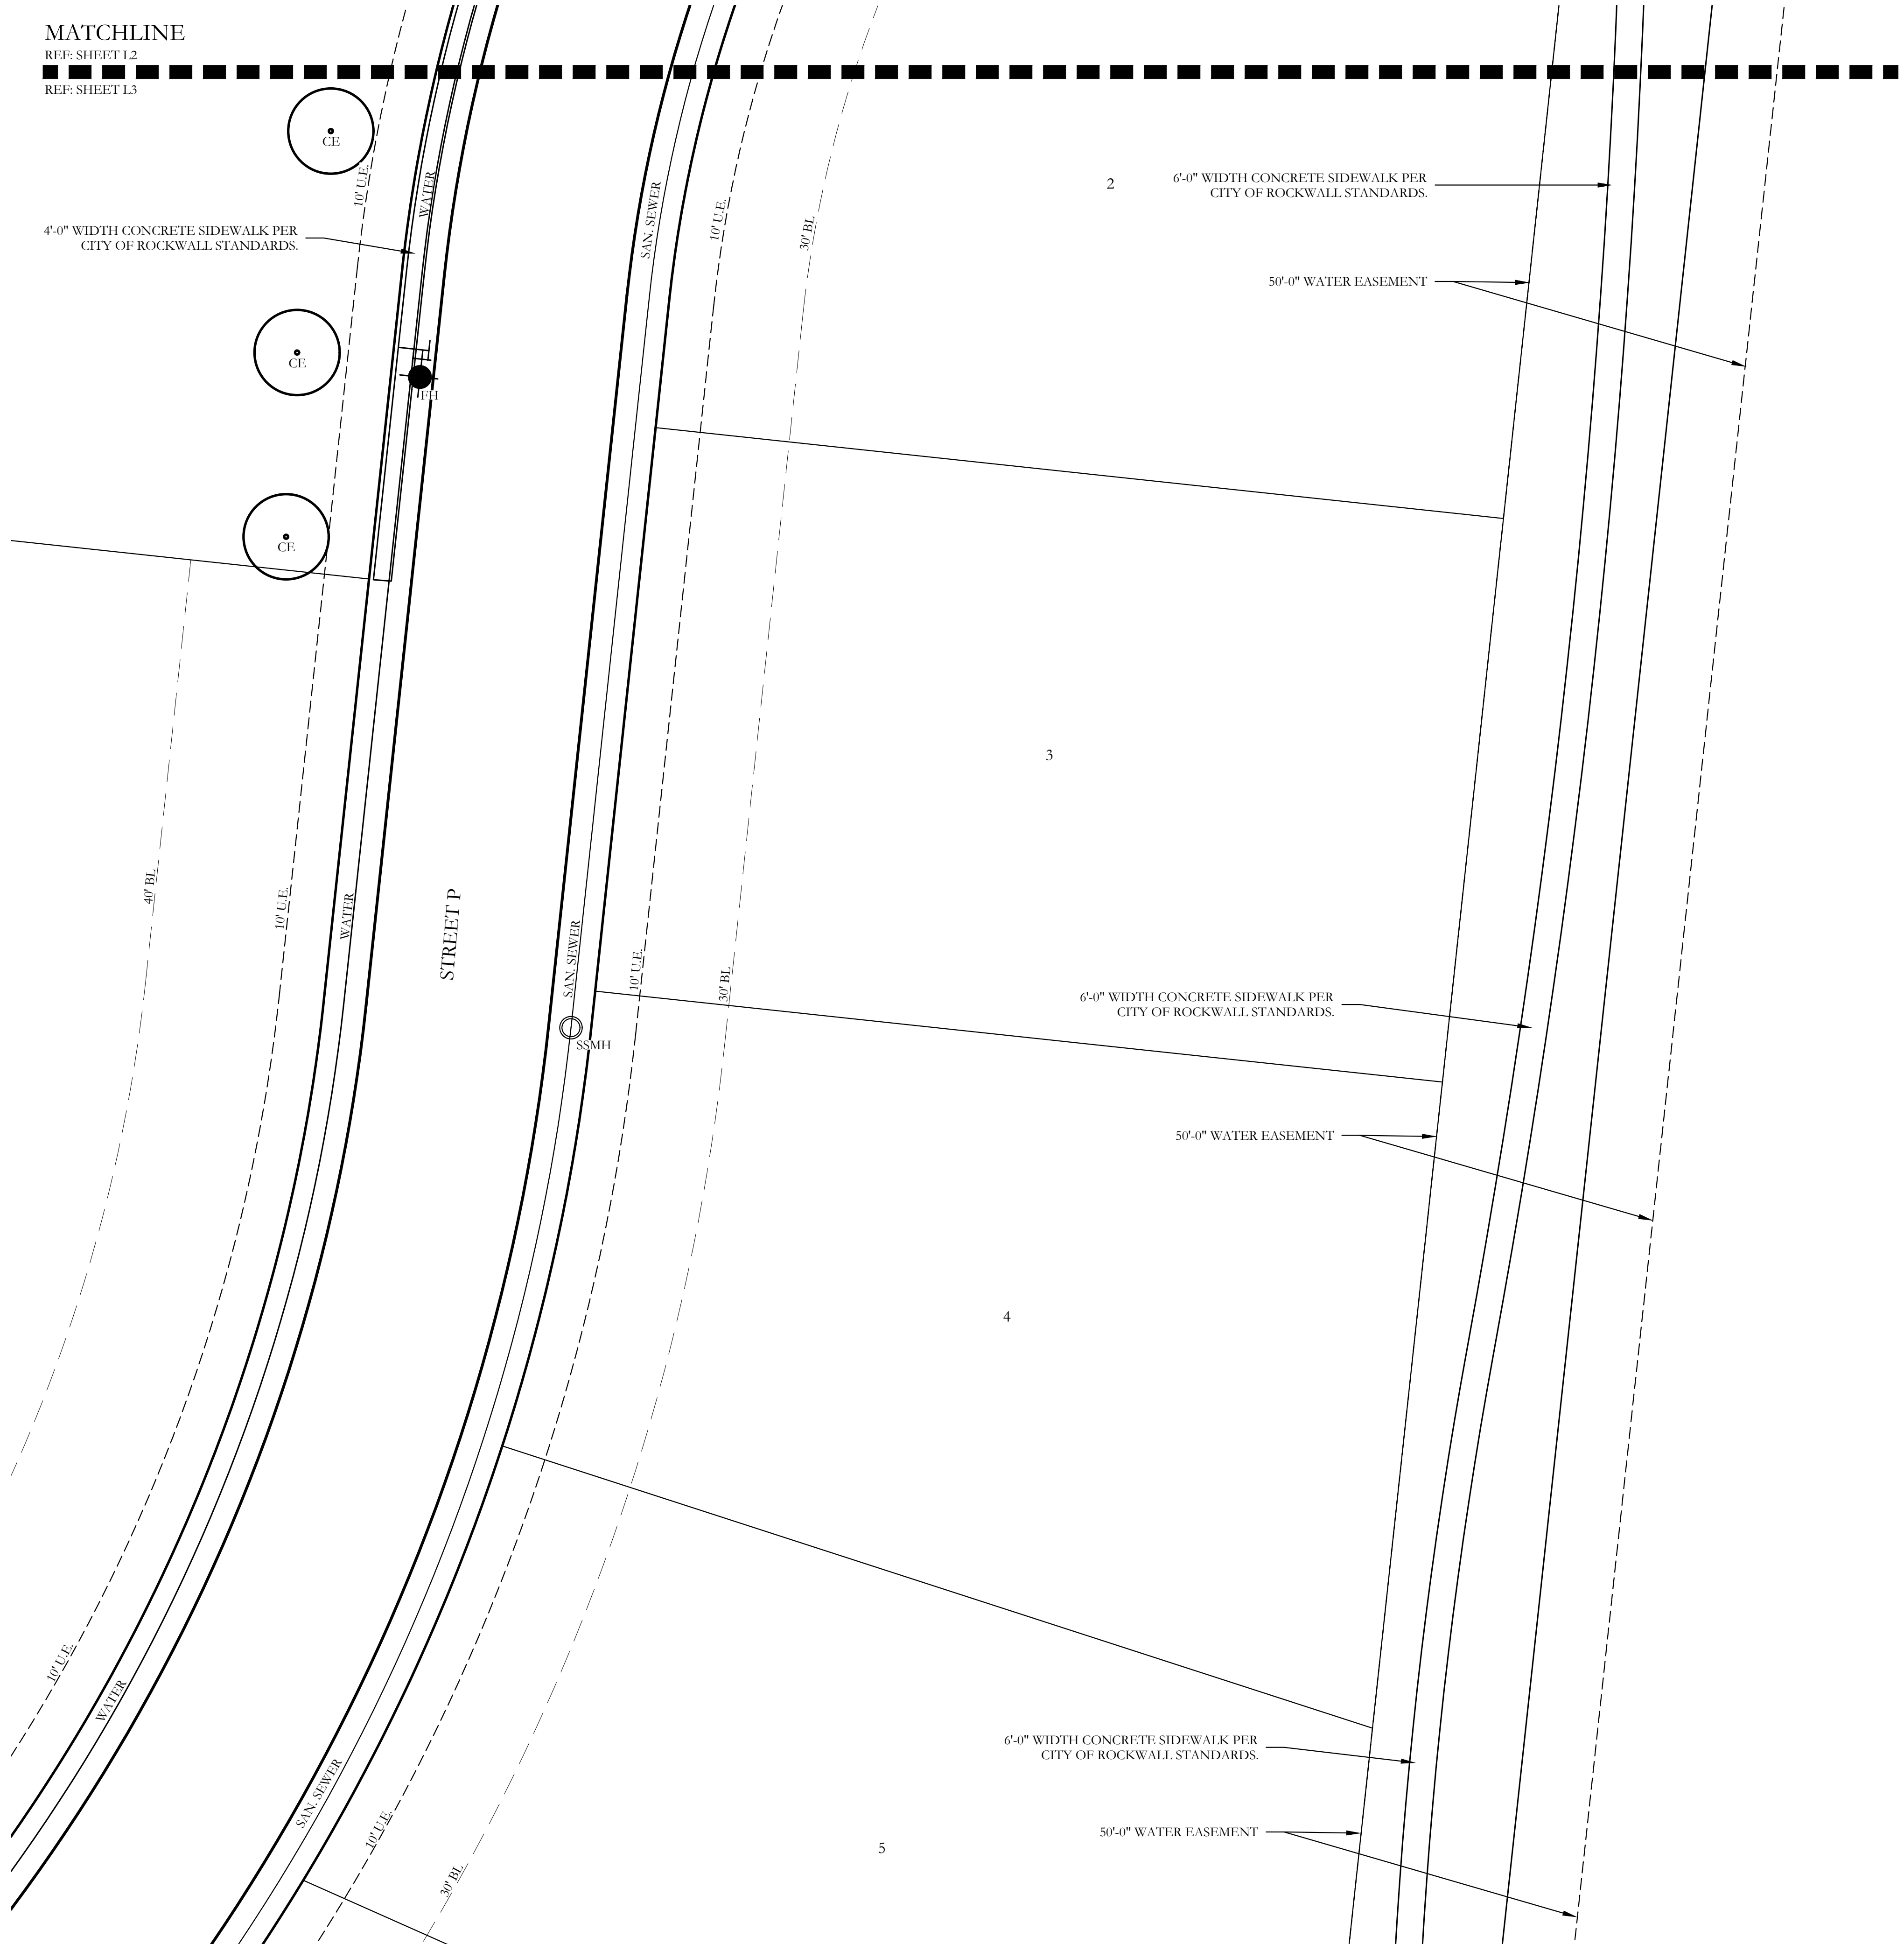 MATCHLINE
REF: SHEET L2
REF: SHEET L3
CE
10' U.E.
WATER
SAN. SEWER
10' U.E.
30' BL
2
6'-0" WIDTH CONCRETE SIDEWALK PER
CITY OF ROCKWALL STANDARDS.
4'-0" WIDTH CONCRETE SIDEWALK PER
CITY OF ROCKWALL STANDARDS.
50'-0" WATER EASEMENT
CE
FH
CE
3
40' BL
10' U.E.
WATER
STREET P
SAN. SEWER
10' U.E.
30' BL
6'-0" WIDTH CONCRETE SIDEWALK PER
CITY OF ROCKWALL STANDARDS.
SSMH
50'-0" WATER EASEMENT
4
10' U.E.
WATER
6'-0" WIDTH CONCRETE SIDEWALK PER
CITY OF ROCKWALL STANDARDS.
SAN. SEWER
10' U.E.
30' BL
5
50'-0" WATER EASEMENT